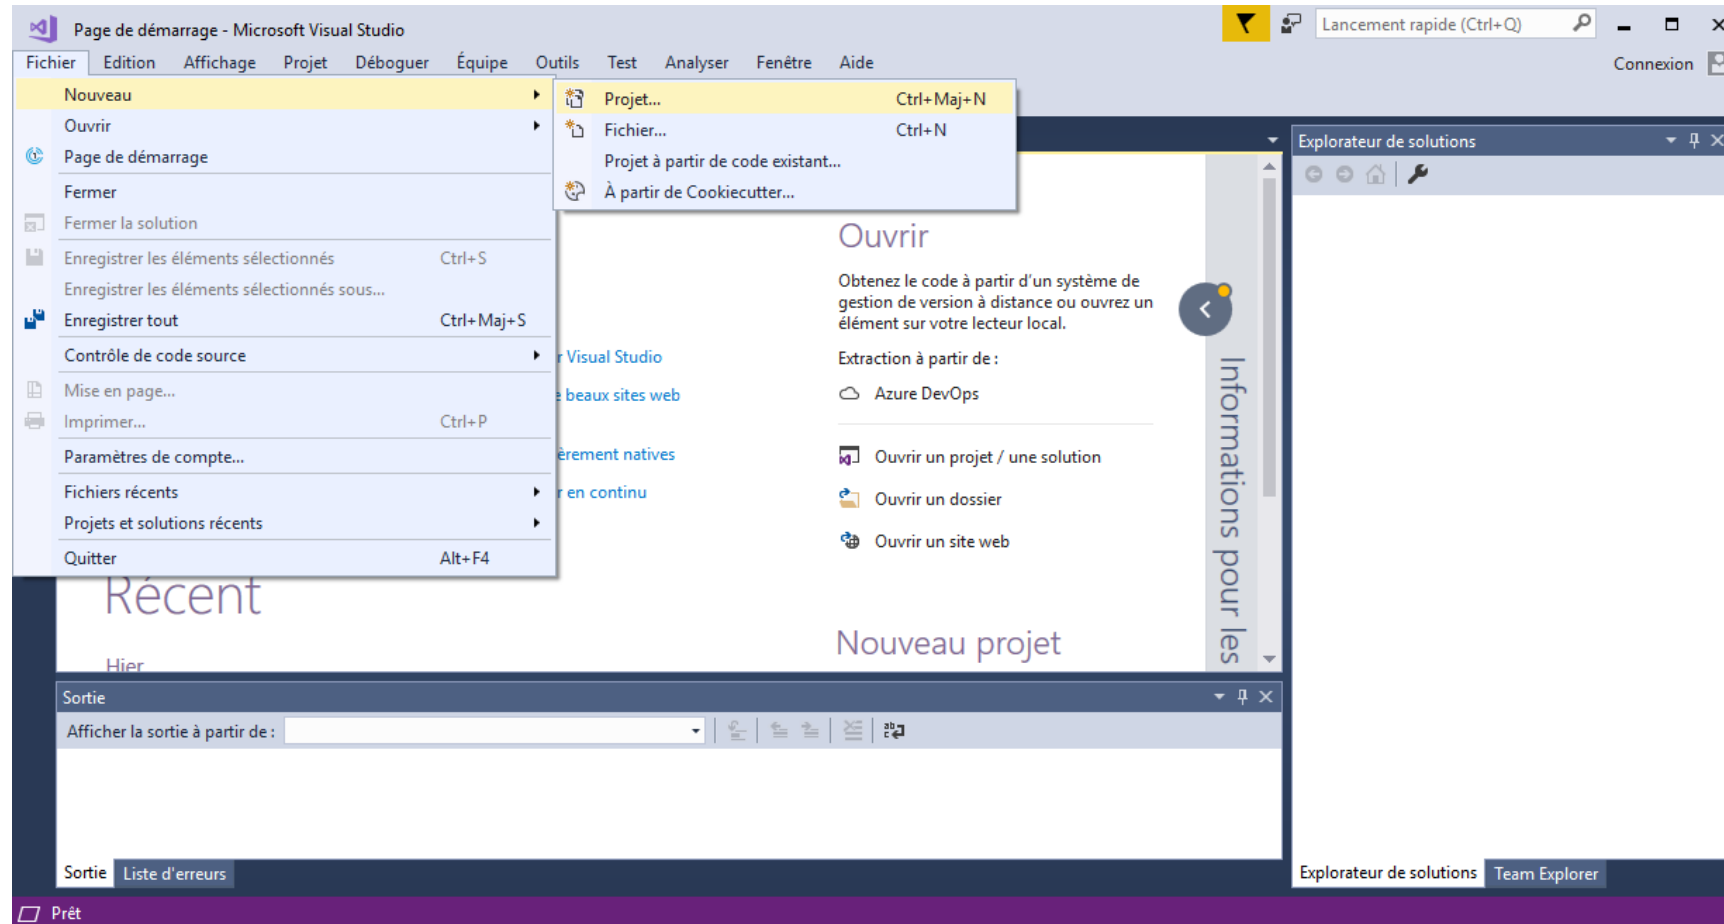 Page de démarrage - Microsoft Visual Studio
Lancement rapide (Ctrl+Q)
Fichier Edition Affichage Projet Déboguer Équipe Outils Test Analyser Fenêtre Aide
Connexion
Nouveau
Ouvrir
Page de démarrage
Fermer
Fermer la solution
Enregistrer les éléments sélectionnés Ctrl+S
Enregistrer les éléments sélectionnés sous...
Enregistrer tout Ctrl+Maj+S
Contrôle de code source
Mise en page...
Imprimer... Ctrl+P
Paramètres de compte...
Fichiers récents
Projets et solutions récents
Quitter Alt+F4
Projet... Ctrl+Maj+N
Fichier... Ctrl+N
Projet à partir de code existant...
À partir de Cookiecutter...
r Visual Studio
beaux sites web
èrement natives
r en continu
Récent
Hier
Ouvrir
Obtenez le code à partir d'un système de
gestion de version à distance ou ouvrez un
élément sur votre lecteur local.
Extraction à partir de :
Azure DevOps
Ouvrir un projet / une solution
Ouvrir un dossier
Ouvrir un site web
Nouveau projet
Informations pour les
Explorateur de solutions
Sortie
Afficher la sortie à partir de :
Sortie Liste d'erreurs
Explorateur de solutions Team Explorer
Prêt